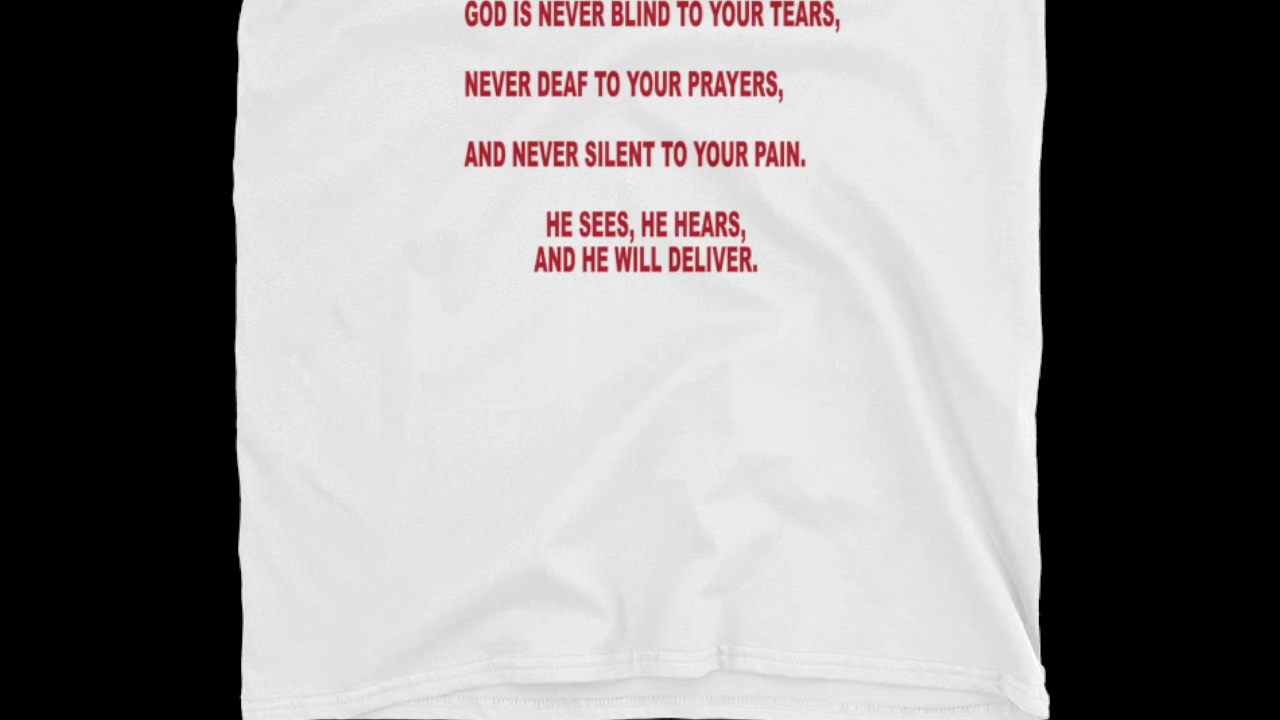 GOD IS NEVER BLIND TO YOUR TEARS,
NEVER DEAF TO YOUR PRAYERS,
AND NEVER SILENT TO YOUR PAIN.
HE SEES, HE HEARS,
AND HE WILL DELIVER.